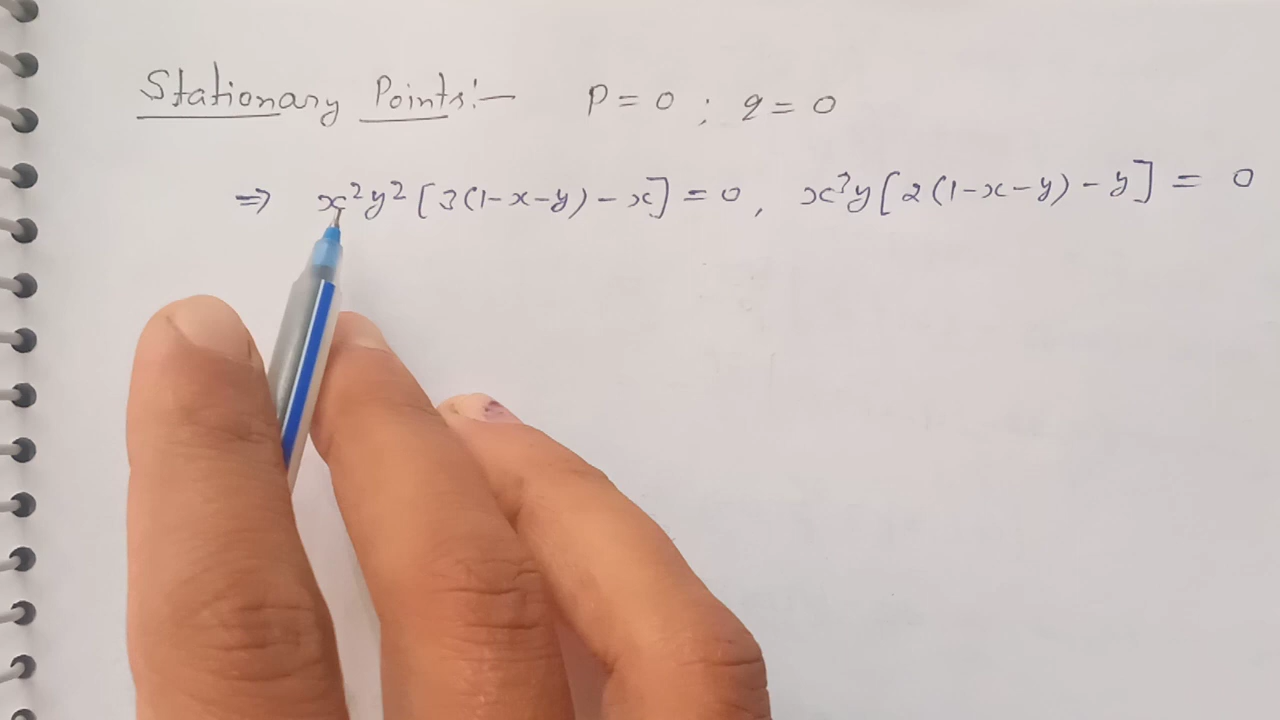 Stationary Points:- p = 0 ; q = 0
⇒ x²y² [3(1-x-y) - x] = 0, x³y[2(1-x-y) - y] = 0